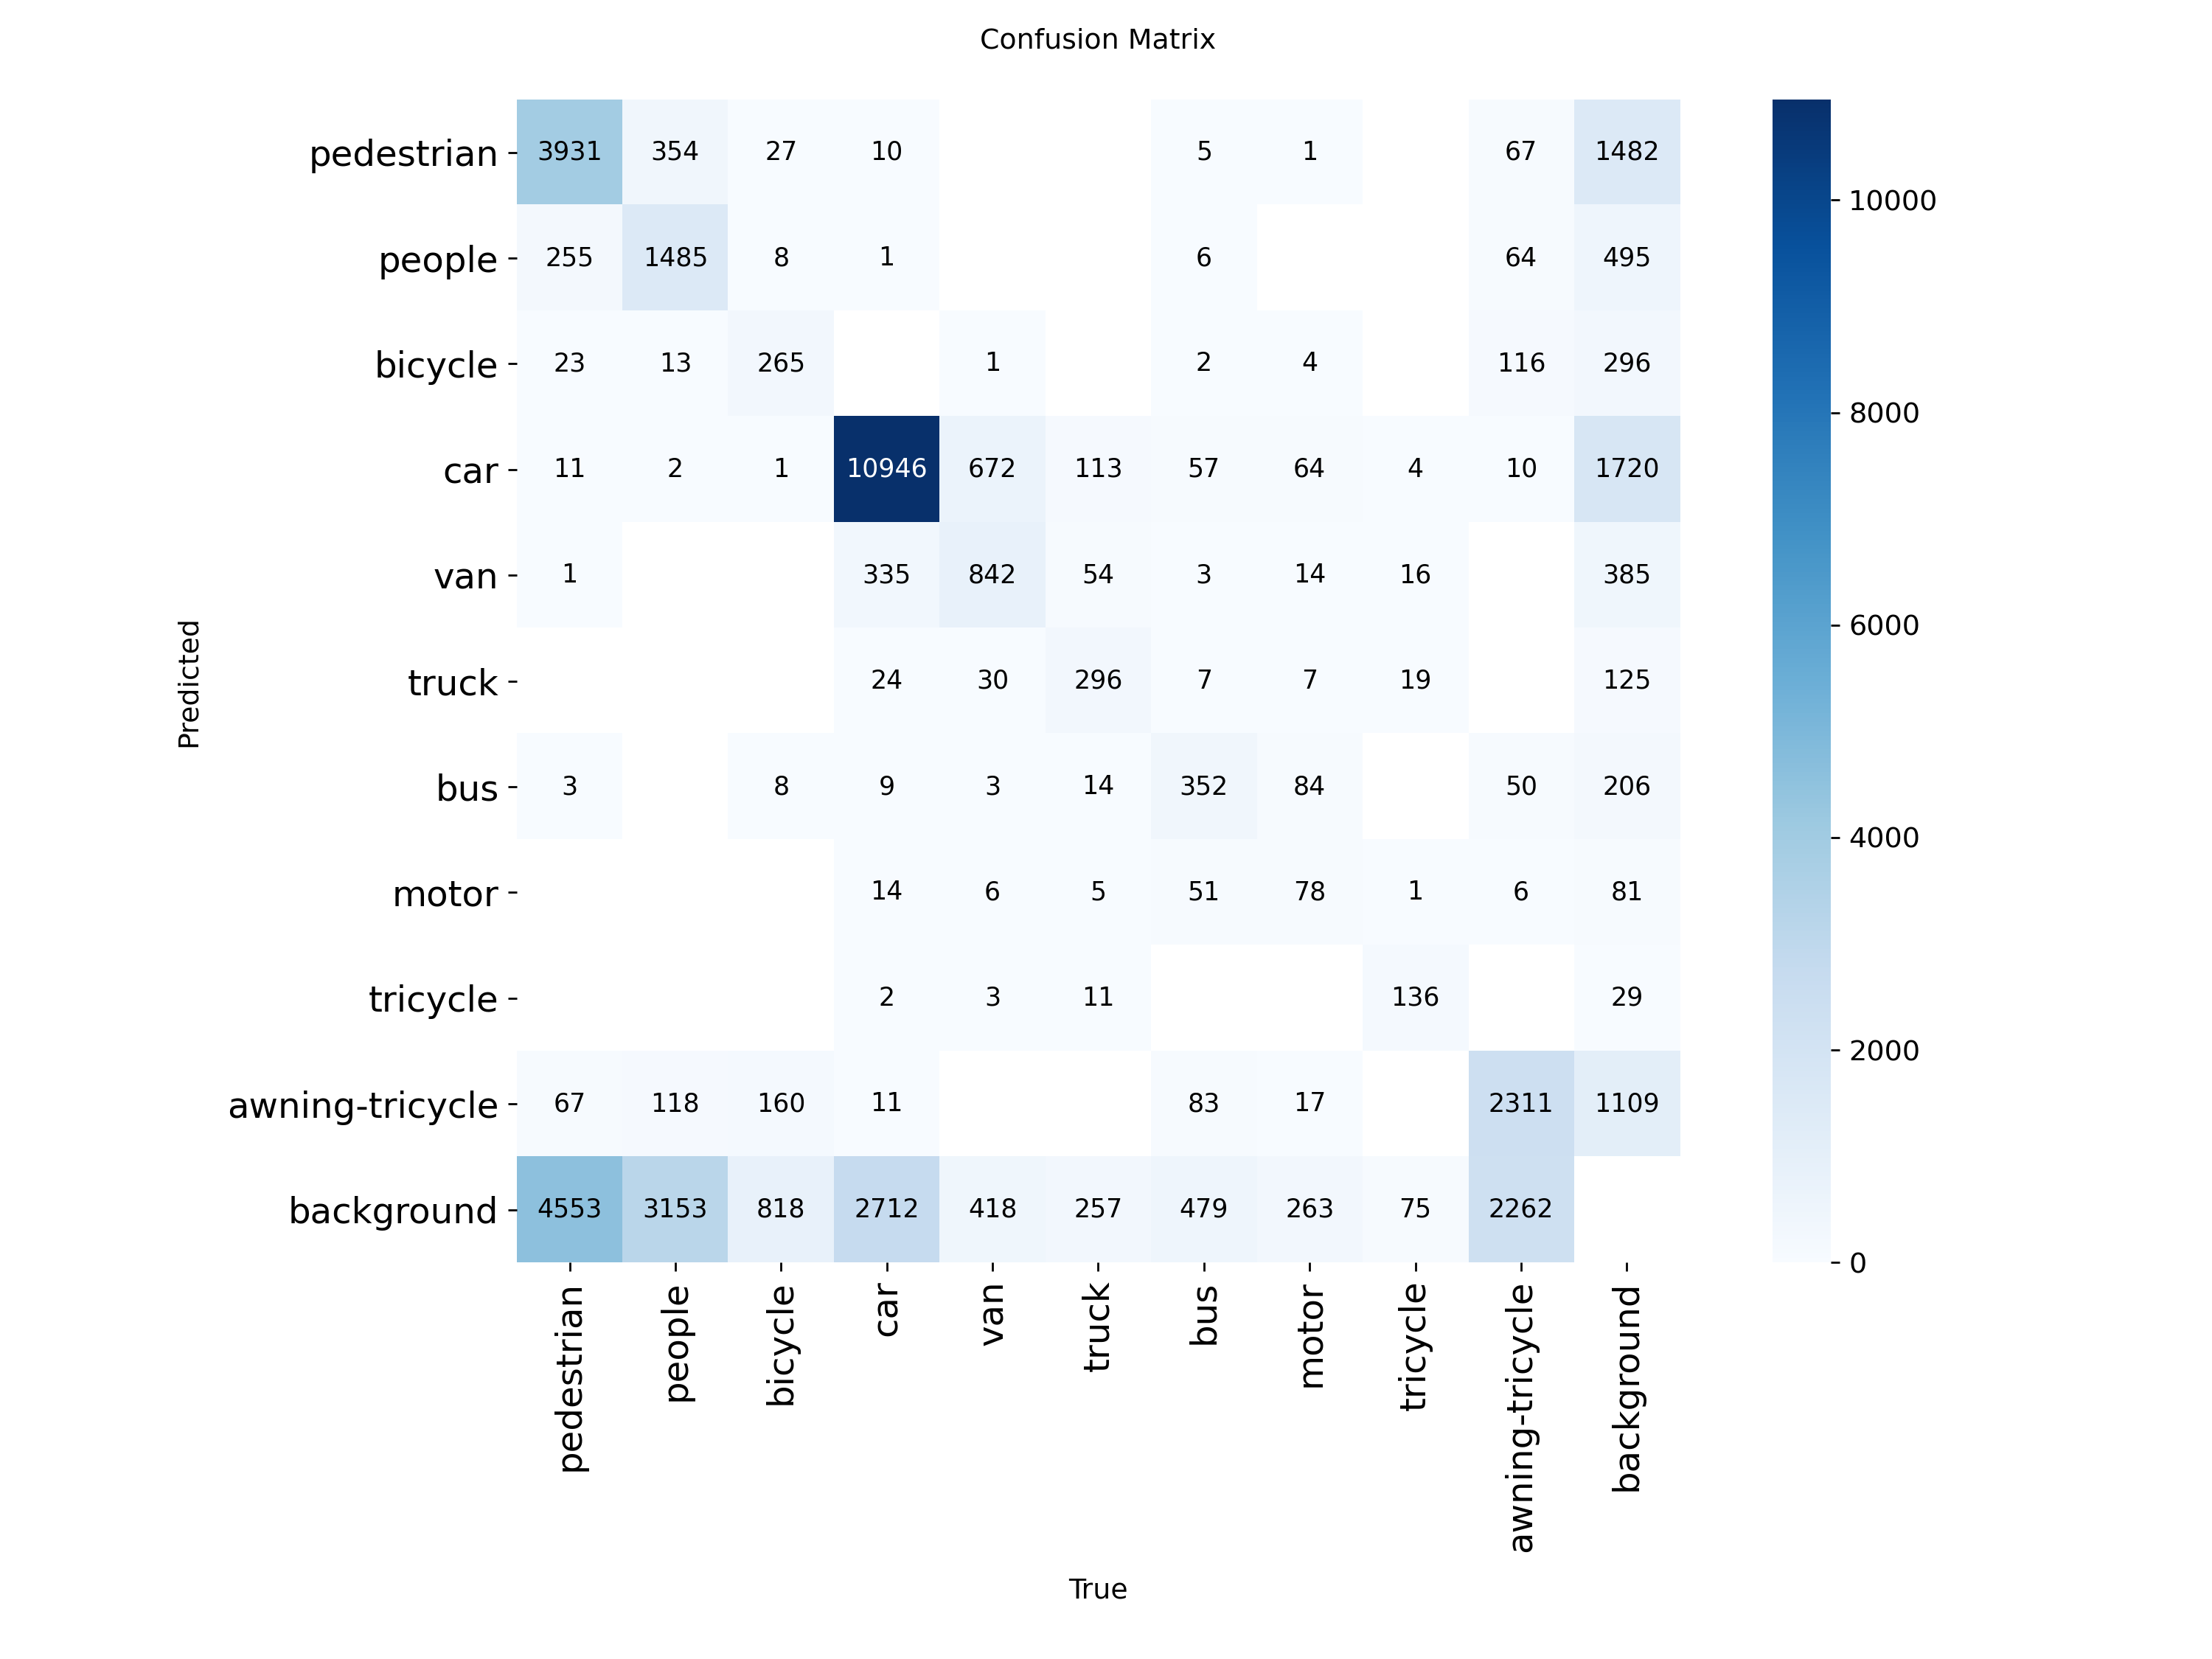 Confusion Matrix
pedestrian 3931 354 27 10 5 1 67 1482
people 255 1485 8 1 6 64 495
bicycle 23 13 265 1 2 4 116 296
car 11 2 1 10946 672 113 57 64 4 10 1720
van 1 335 842 54 3 14 16 385
truck 24 30 296 7 7 19 125
bus 3 8 9 3 14 352 84 50 206
motor 14 6 5 51 78 1 6 81
tricycle 2 3 11 136 29
awning-tricycle 67 118 160 11 83 17 2311 1109
background 4553 3153 818 2712 418 257 479 263 75 2262
pedestrian people bicycle car van truck bus motor tricycle awning-tricycle background
True
Predicted
10000
8000
6000
4000
2000
0